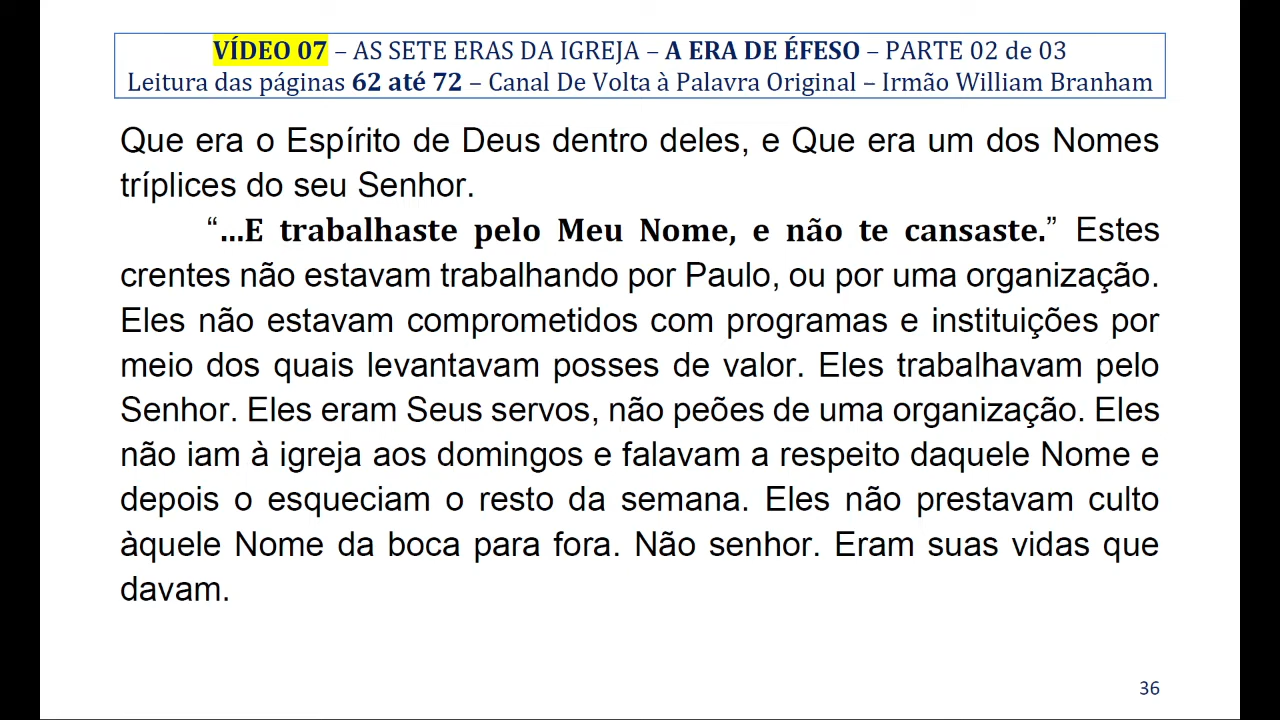 VÍDEO 07 – AS SETE ERAS DA IGREJA – A ERA DE ÉFESO – PARTE 02 de 03
Leitura das páginas 62 até 72 – Canal De Volta à Palavra Original – Irmão William Branham
Que era o Espírito de Deus dentro deles, e Que era um dos Nomes
tríplices do seu Senhor.
“...E trabalhaste pelo Meu Nome, e não te cansaste.” Estes
crentes não estavam trabalhando por Paulo, ou por uma organização.
Eles não estavam comprometidos com programas e instituições por
meio dos quais levantavam posses de valor. Eles trabalhavam pelo
Senhor. Eles eram Seus servos, não peões de uma organização. Eles
não iam à igreja aos domingos e falavam a respeito daquele Nome e
depois o esqueciam o resto da semana. Eles não prestavam culto
àquele Nome da boca para fora. Não senhor. Eram suas vidas que
davam.
36